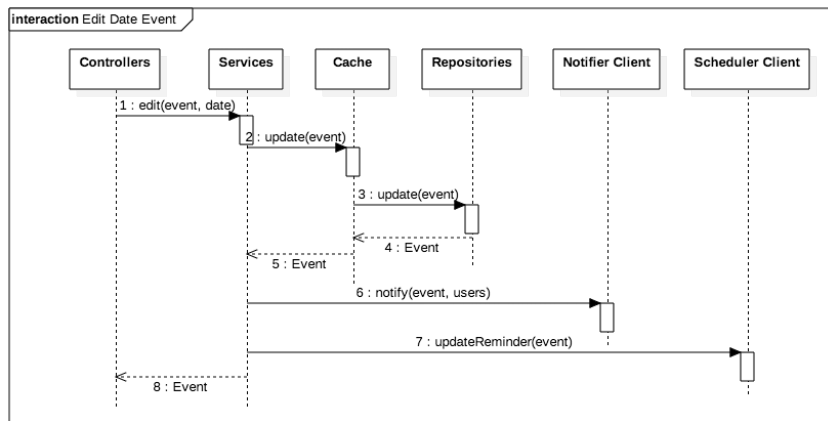 interaction Edit Date Event
Controllers
Services
Cache
Repositories
Notifier Client
Scheduler Client
1 : edit(event, date)
2 : update(event)
3 : update(event)
4 : Event
5 : Event
6 : notify(event, users)
7 : updateReminder(event)
8 : Event